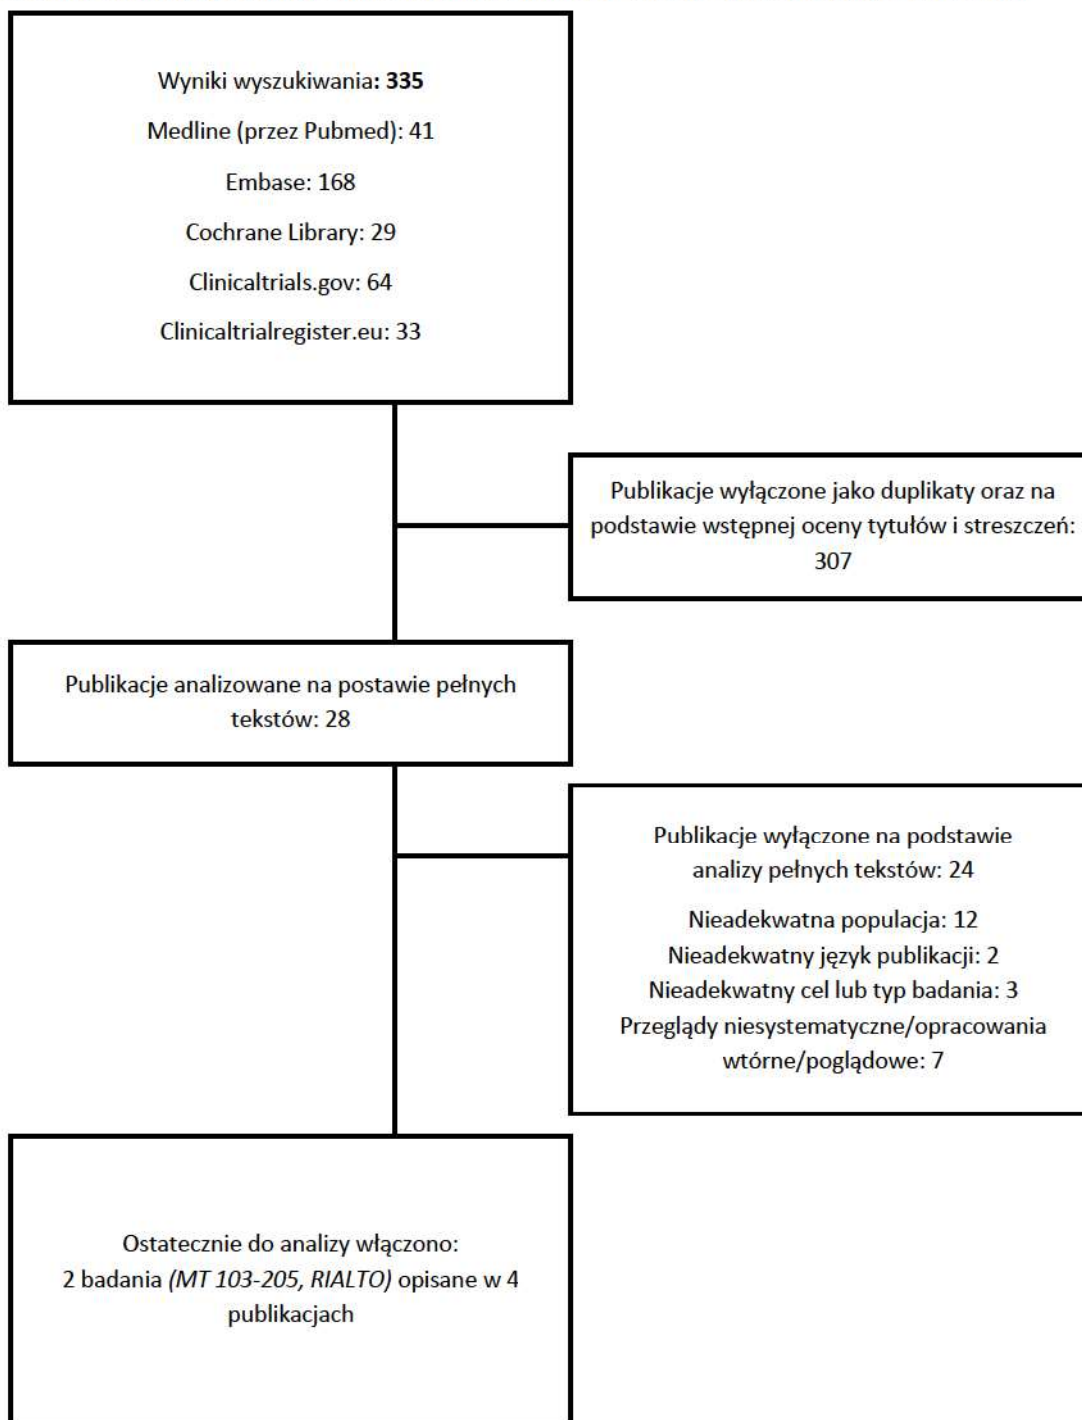 Wyniki wyszukiwania: 335
Medline (przez Pubmed): 41
Embase: 168
Cochrane Library: 29
Clinicaltrials.gov: 64
Clinicaltrialregister.eu: 33
Publikacje wyłączone jako duplikaty oraz na
podstawie wstępnej oceny tytułów i streszczeń:
307
Publikacje analizowane na postawie pełnych
tekstów: 28
Publikacje wyłączone na podstawie
analizy pełnych tekstów: 24
Nieadekwatna populacja: 12
Nieadekwatny język publikacji: 2
Nieadekwatny cel lub typ badania: 3
Przeglądy niesystematyczne/opracowania
wtórne/poglądowe: 7
Ostatecznie do analizy włączono:
2 badania (MT 103-205, RIALTO) opisane w 4
publikacjach